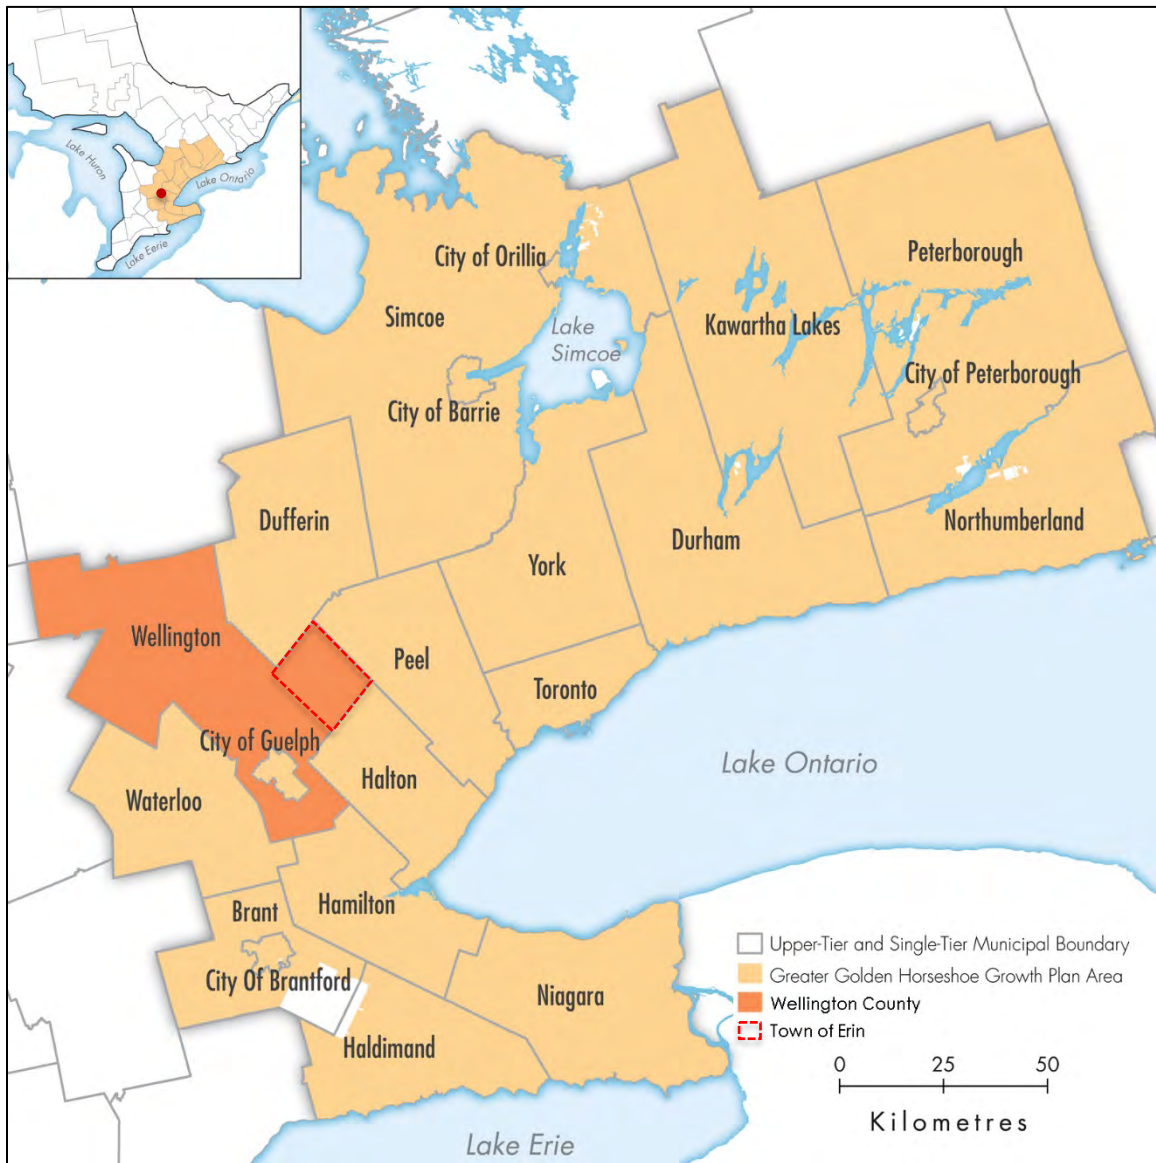 Lake Huron
Lake Ontario
Lake Eerie
City of Orillia
Peterborough
Simcoe
Lake
Simcoe
Kawartha Lakes
City of Peterborough
City of Barrie
Dufferin
Northumberland
Durham
York
Wellington
Peel
Toronto
City of Guelph
Lake Ontario
Halton
Waterloo
Hamilton
Brant
City Of Brantford
Niagara
Haldimand
Lake Erie
Upper-Tier and Single-Tier Municipal Boundary
Greater Golden Horseshoe Growth Plan Area
Wellington County
Town of Erin
0 25 50
Kilometres